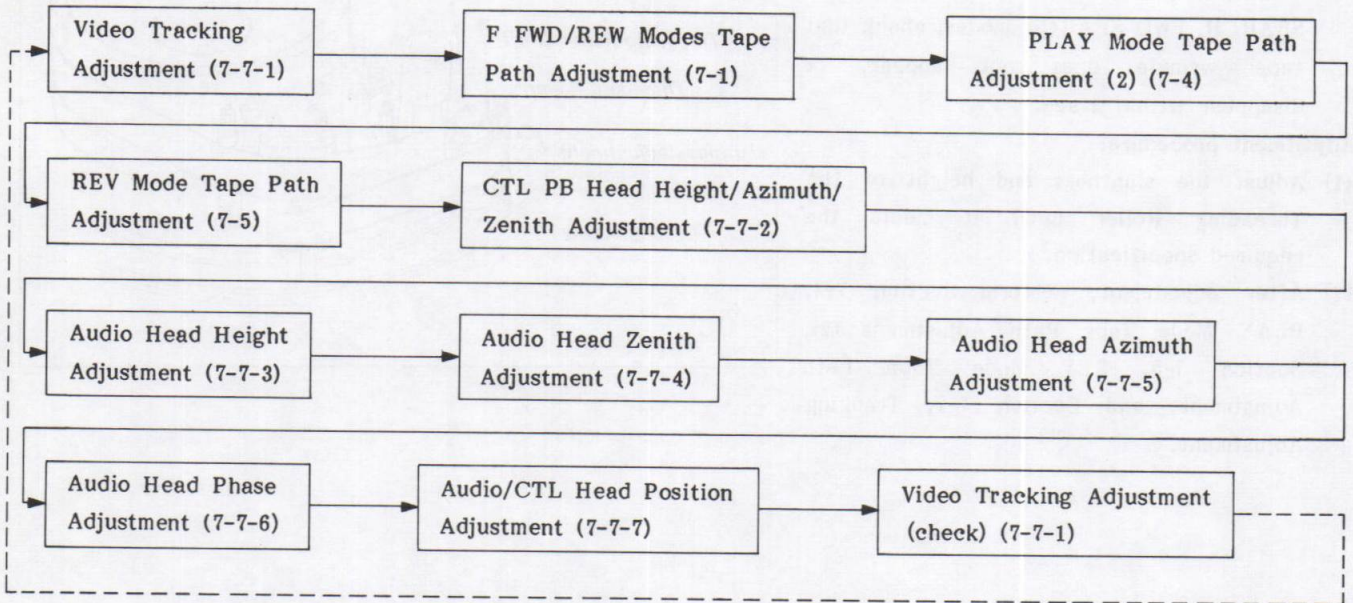 Video Tracking
Adjustment (7-7-1)
F FWD/REW Modes Tape
Path Adjustment (7-1)
PLAY Mode Tape Path
Adjustment (2) (7-4)
REV Mode Tape Path
Adjustment (7-5)
CTL PB Head Height/Azimuth/
Zenith Adjustment (7-7-2)
Audio Head Height
Adjustment (7-7-3)
Audio Head Zenith
Adjustment (7-7-4)
Audio Head Azimuth
Adjustment (7-7-5)
Audio Head Phase
Adjustment (7-7-6)
Audio/CTL Head Position
Adjustment (7-7-7)
Video Tracking Adjustment
(check) (7-7-1)